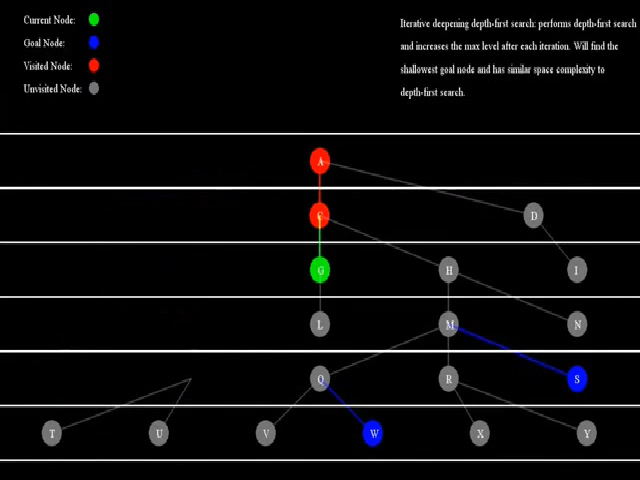 Current Node:
Goal Node:
Visited Node:
Unvisited Node:
Iterative deepening depth-first search: performs depth-first search
and increases the max level after each iteration. Will find the
shallowest goal node and has similar space complexity to
depth-first search.
A
C D
G H I
L M N
Q R S
T U V W X Y